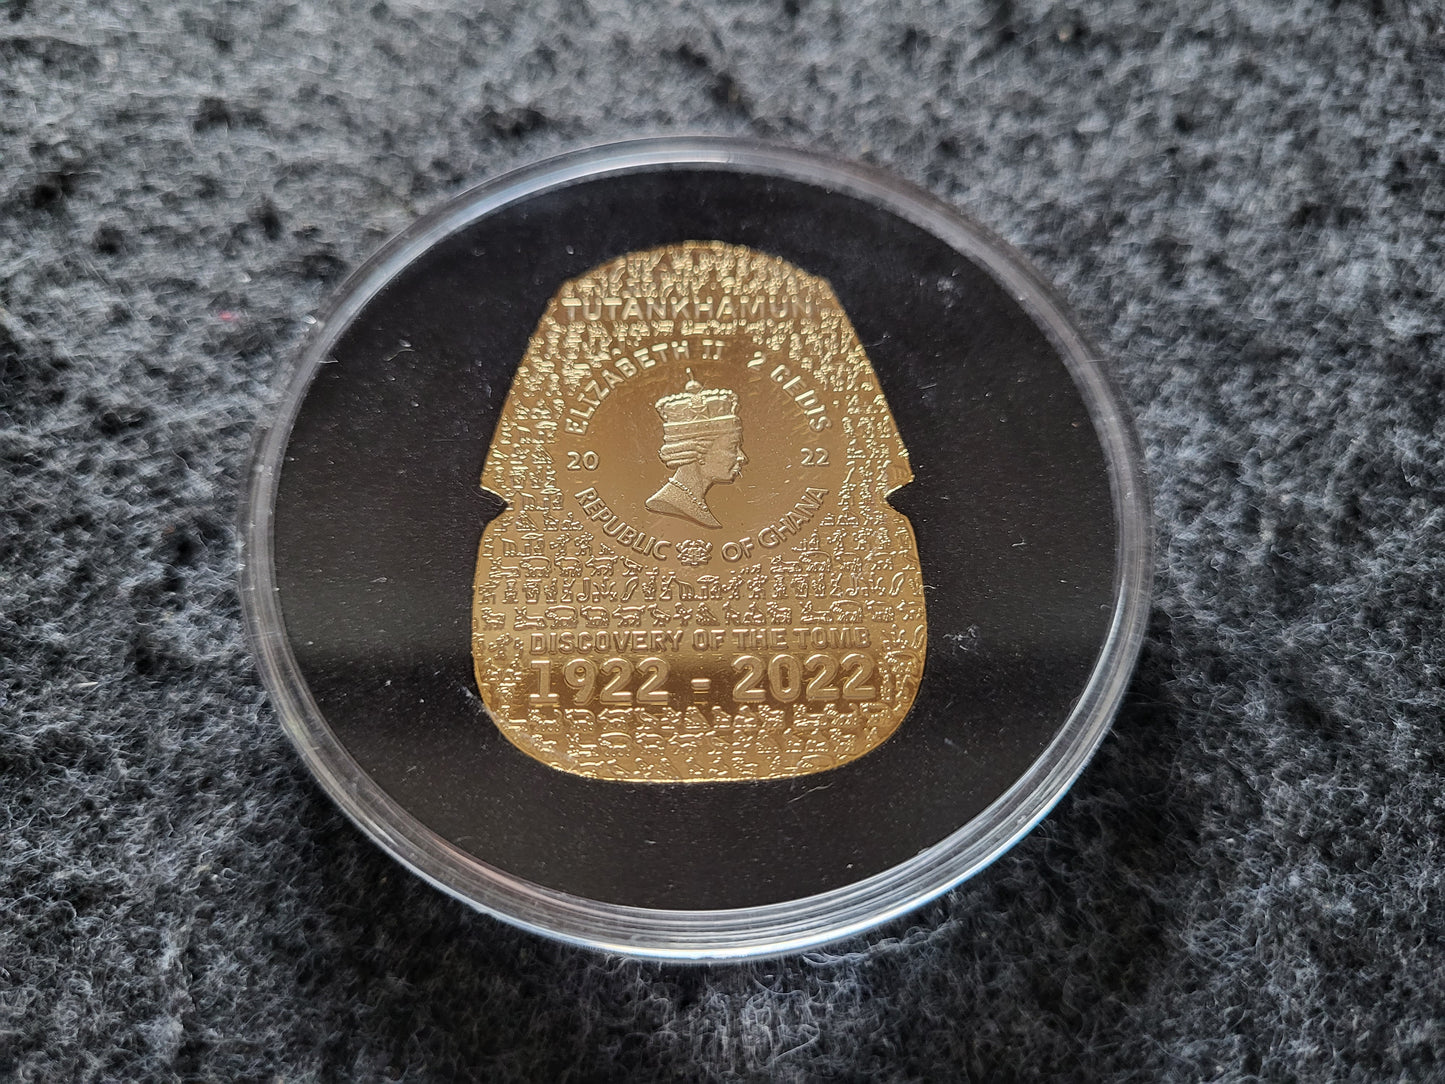 TUTANKHAMUN
ELIZABETH II 2 CEDIS
20 22
REPUBLIC OF GHANA
DISCOVERY OF THE TOMB
1922 - 2022